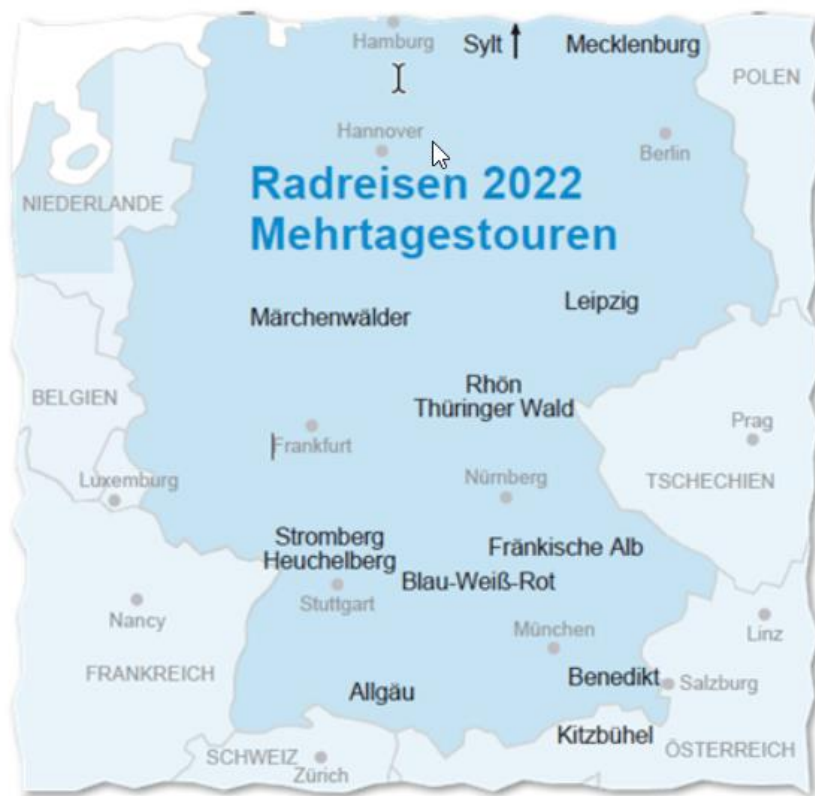 Hamburg
Sylt
Mecklenburg
POLEN
Hannover
Berlin
Radreisen 2022
Mehrtagestouren
NIEDERLANDE
Leipzig
Märchenwälder
BELGIEN
Rhön
Thüringer Wald
Prag
Frankfurt
Luxemburg
Nürnberg
TSCHECHIEN
Stromberg
Heuchelberg
Fränkische Alb
Blau-Weiß-Rot
Stuttgart
Nancy
München
Linz
FRANKREICH
Allgäu
Benedikt
Salzburg
Kitzbühel
ÖSTERREICH
SCHWEIZ
Zürich